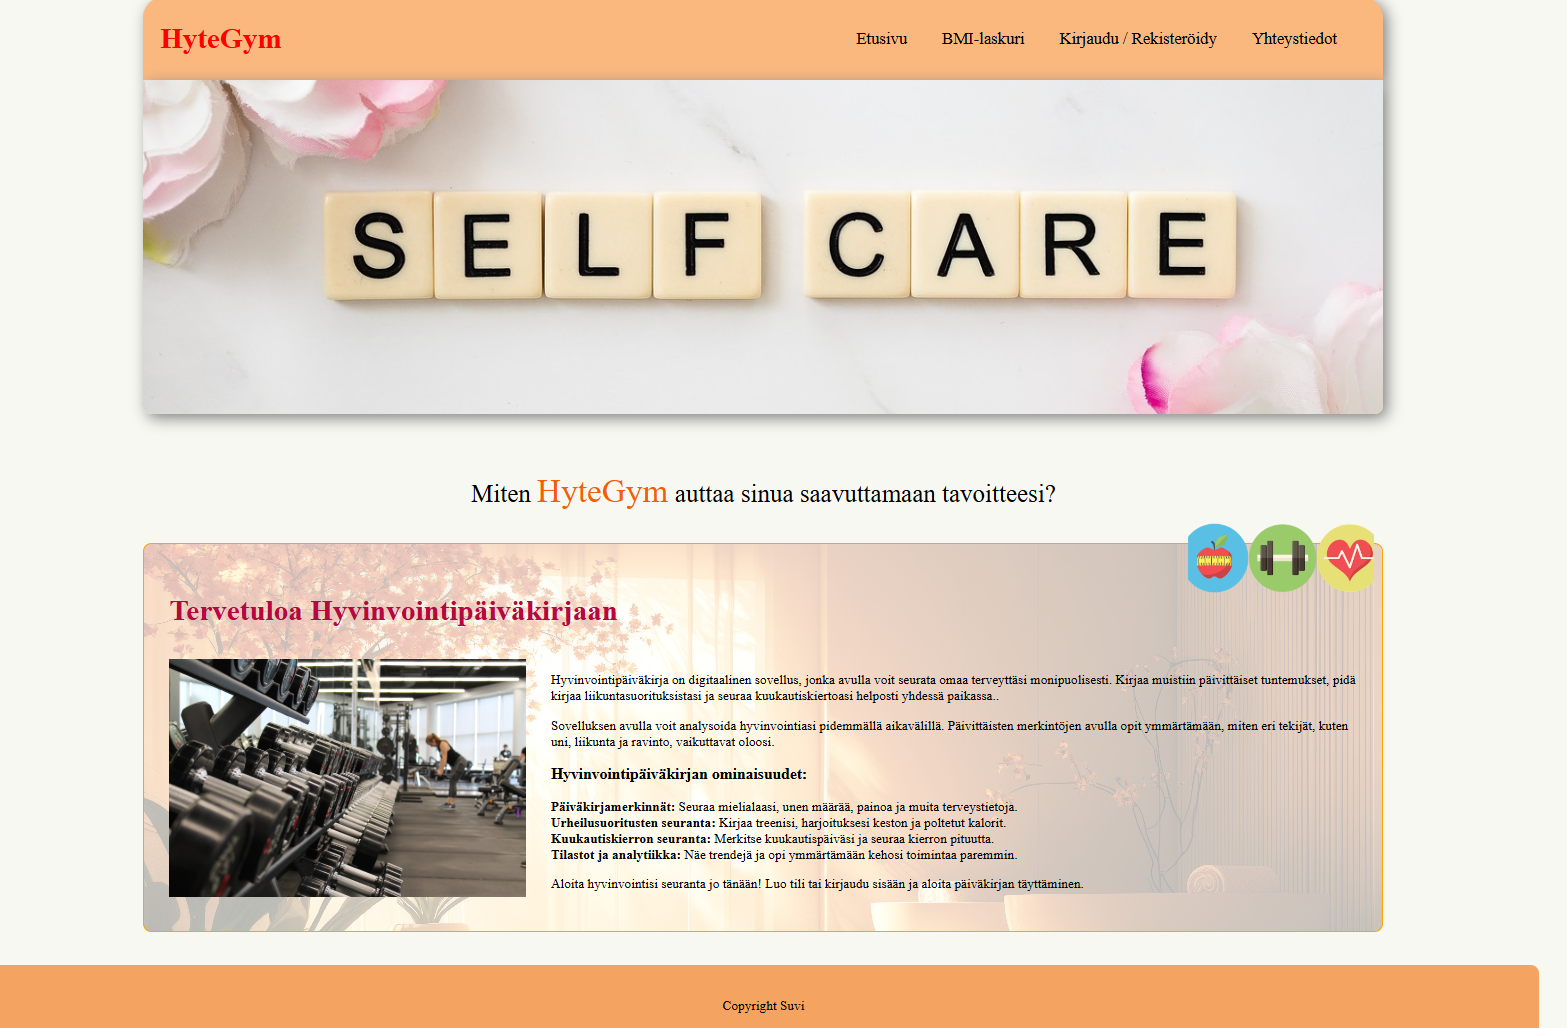 HyteGym
Etusivu BMI-laskuri Kirjaudu / Rekisteröidy Yhteystiedot
SELF CARE
Miten HyteGym auttaa sinua saavuttamaan tavoitteesi?
Tervetuloa Hyvinvointipäiväkirjaan
Hyvinvointipäiväkirja on digitaalinen sovellus, jonka avulla voit seurata omaa terveyttäsi monipuolisesti. Kirjaa muistiin päivittäiset tuntemukset, pidä
kirjaa liikuntasuorituksistasi ja seuraa kuukautiskiertoasi helposti yhdessä paikassa..
Sovelluksen avulla voit analysoida hyvinvointiasi pidemmällä aikavälillä. Päivittäisten merkintöjen avulla opit ymmärtämään, miten eri tekijät, kuten
uni, liikunta ja ravinto, vaikuttavat oloosi.
Hyvinvointipäiväkirjan ominaisuudet:
Päiväkirjamerkinnät: Seuraa mielialaasi, unen määrää, painoa ja muita terveystietoja.
Urheilusuoritusten seuranta: Kirjaa treenisi, harjoituksesi keston ja poltetut kalorit.
Kuukautiskierron seuranta: Merkitse kuukautispäiväsi ja seuraa kierron pituutta.
Tilastot ja analytiikka: Näe trendejä ja opi ymmärtämään kehosi toimintaa paremmin.
Aloita hyvinvointisi seuranta jo tänään! Luo tili tai kirjaudu sisään ja aloita päiväkirjan täyttäminen.
Copyright Suvi